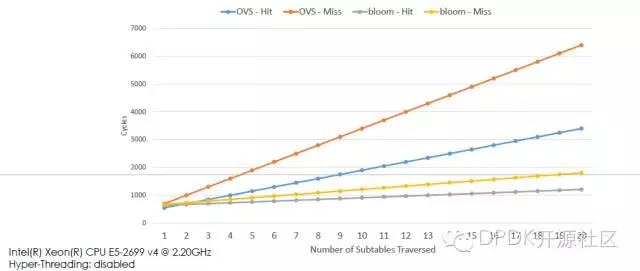 OVS - Hit OVS - Miss bloom - Hit bloom - Miss
7000
6000
5000
4000
3000
2000
1000
0
Cycles
1 2 3 4 5 6 7 8 9 10 11 12 13 14 15 16 17 18 19 20
Number of Subtables Traversed
DPDK开源社区
Intel(R) Xeon(R) CPU E5-2699 v4 @ 2.20GHz
Hyper-Threading: disabled